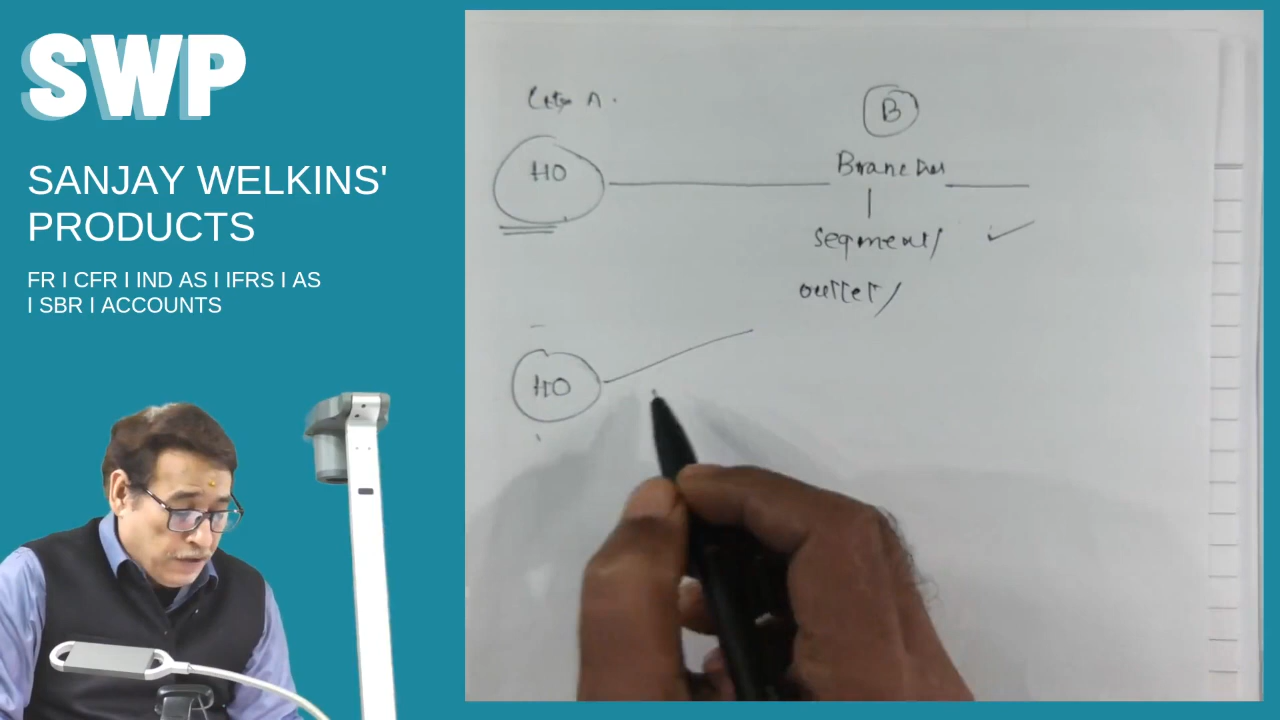 SWP
SANJAY WELKINS'
PRODUCTS
FR I CFR I IND AS I IFRS I AS
I SBR I ACCOUNTS
B
HO
Branches
segment/
outlet/
HO